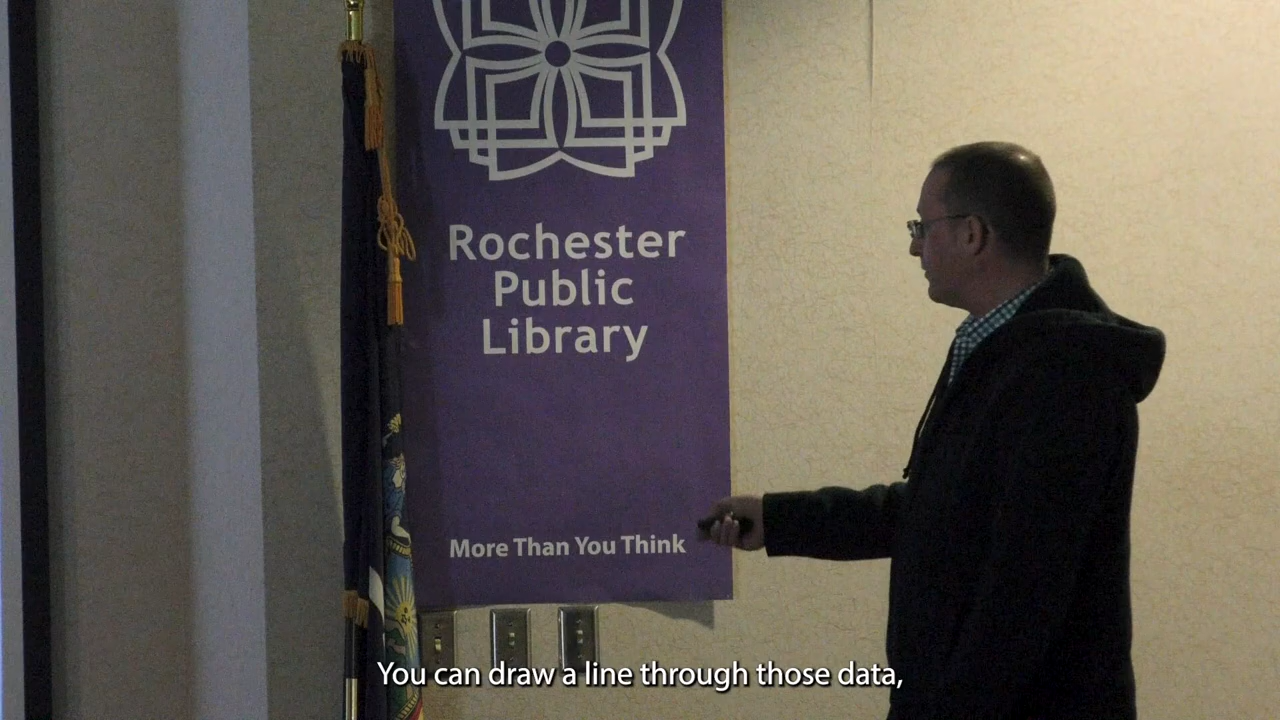 Rochester
Public
Library
More Than You Think
You can draw a line through those data,